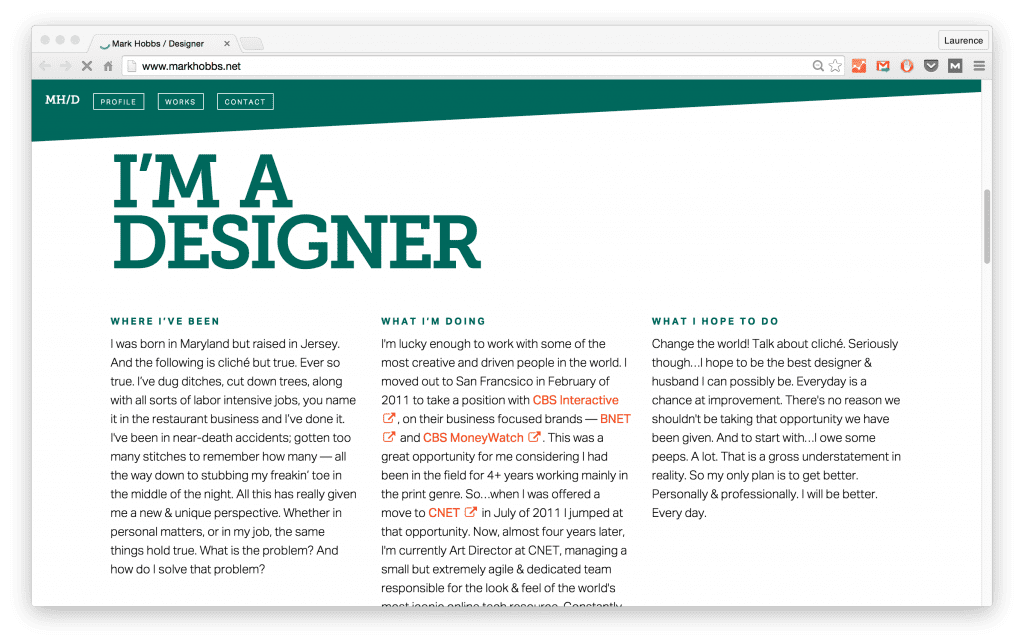 Mark Hobbs / Designer
Laurence
www.markhobbs.net
MH/D
PROFILE
WORKS
CONTACT
I'M A
DESIGNER
WHERE I'VE BEEN
I was born in Maryland but raised in Jersey.
And the following is cliché but true. Ever so
true. I've dug ditches, cut down trees, along
with all sorts of labor intensive jobs, you name
it in the restaurant business and I've done it.
I've been in near-death accidents; gotten too
many stitches to remember how many — all
the way down to stubbing my freakin' toe in
the middle of the night. All this has really given
me a new & unique perspective. Whether in
personal matters, or in my job, the same
things hold true. What is the problem? And
how do I solve that problem?
WHAT I'M DOING
I'm lucky enough to work with some of the
most creative and driven people in the world. I
moved out to San Francsico in February of
2011 to take a position with CBS Interactive
, on their business focused brands — BNET
and CBS MoneyWatch . This was a
great opportunity for me considering I had
been in the field for 4+ years working mainly in
the print genre. So…when I was offered a
move to CNET in July of 2011 I jumped at
that opportunity. Now, almost four years later,
I'm currently Art Director at CNET, managing a
small but extremely agile & dedicated team
responsible for the look & feel of the world's
most iconic online tech resource. Constantly
WHAT I HOPE TO DO
Change the world! Talk about cliché. Seriously
though…I hope to be the best designer &
husband I can possibly be. Everyday is a
chance at improvement. There's no reason we
shouldn't be taking that opportunity we have
been given. And to start with…I owe some
peeps. A lot. That is a gross understatement in
reality. So my only plan is to get better.
Personally & professionally. I will be better.
Every day.